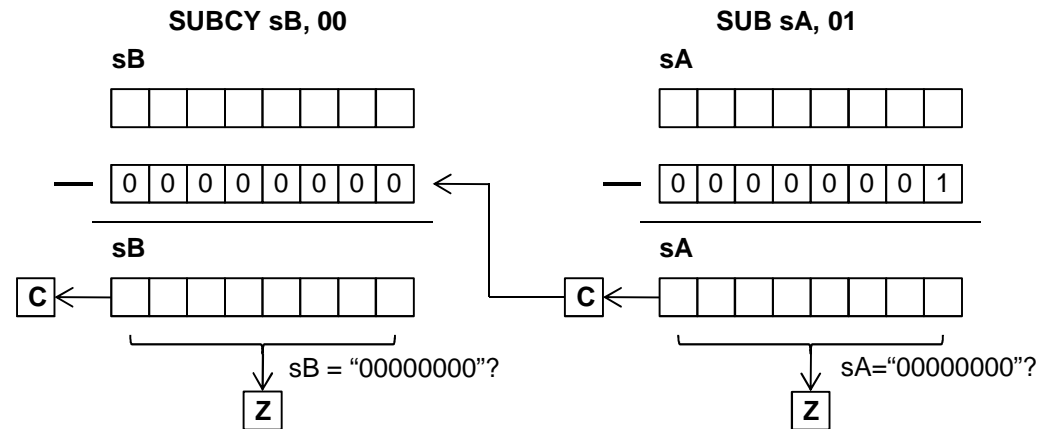 SUBCY sB, 00 SUB sA, 01
sB sA
— 0 0 0 0 0 0 0 0 — 0 0 0 0 0 0 0 1
sB sA
C C
sB = “00000000”? sA=“00000000”?
Z Z